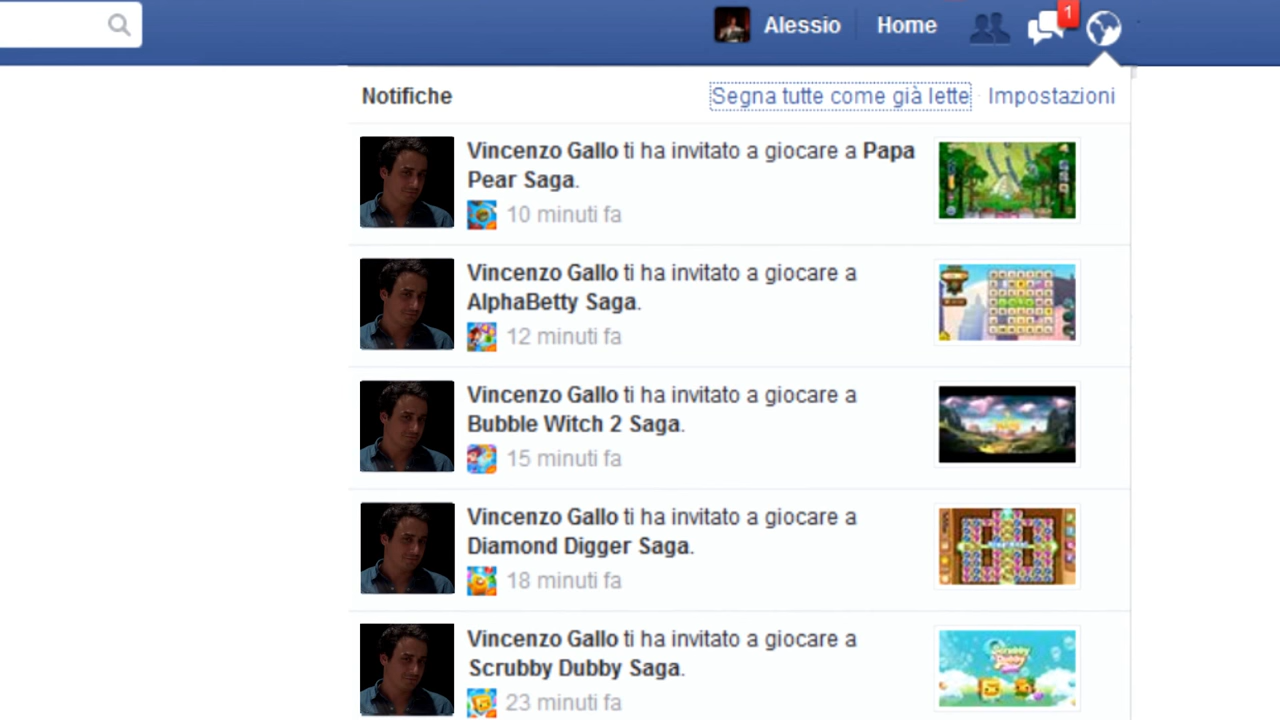 Alessio Home 1
Notifiche Segna tutte come già lette · Impostazioni
Vincenzo Gallo ti ha invitato a giocare a Papa
Pear Saga.
10 minuti fa
Vincenzo Gallo ti ha invitato a giocare a
AlphaBetty Saga.
12 minuti fa
Vincenzo Gallo ti ha invitato a giocare a
Bubble Witch 2 Saga.
15 minuti fa
Vincenzo Gallo ti ha invitato a giocare a
Diamond Digger Saga.
18 minuti fa
Vincenzo Gallo ti ha invitato a giocare a
Scrubby Dubby Saga.
Scrubby
Dubby
23 minuti fa